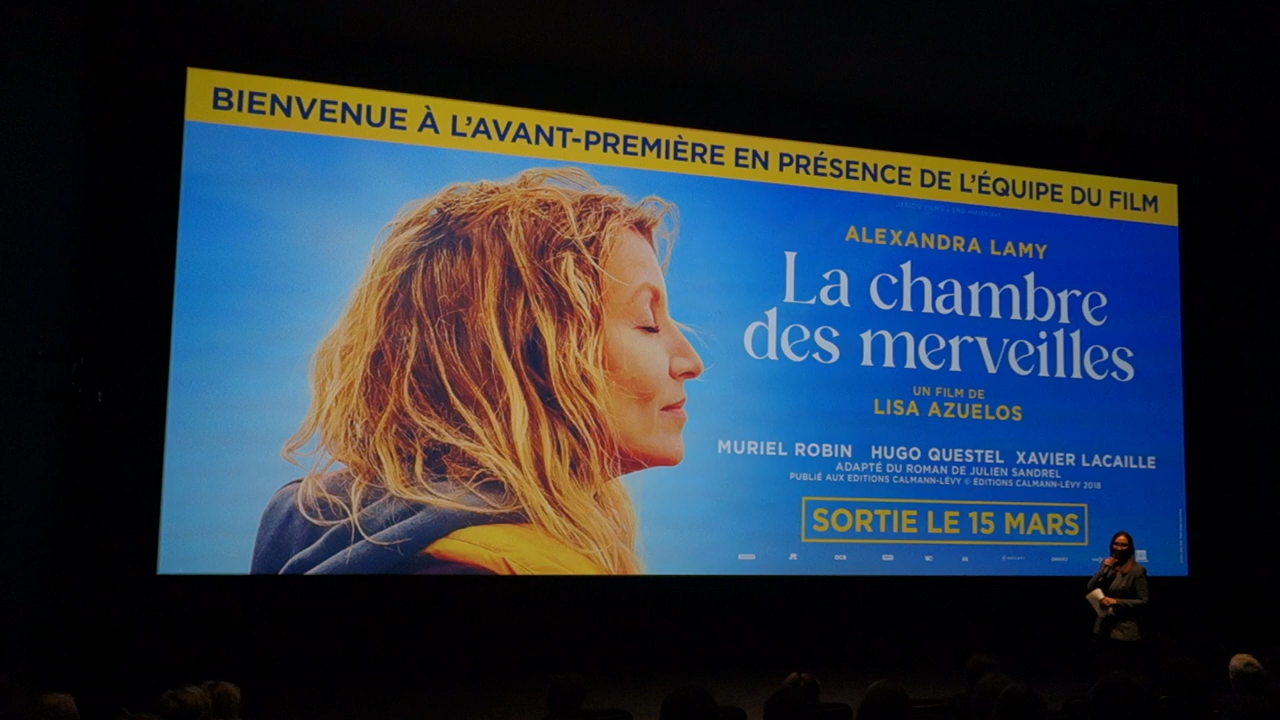 BIENVENUE À L'AVANT-PREMIÈRE EN PRÉSENCE DE L'ÉQUIPE DU FILM
ALEXANDRA LAMY
La chambre
des merveilles
UN FILM DE
LISA AZUELOS
MURIEL ROBIN HUGO QUESTEL XAVIER LACAILLE
ADAPTÉ DU ROMAN DE JULIEN SANDREL
PUBLIÉ AUX EDITIONS CALMANN-LÉVY © ÉDITIONS CALMANN-LÉVY 2018
SORTIE LE 15 MARS